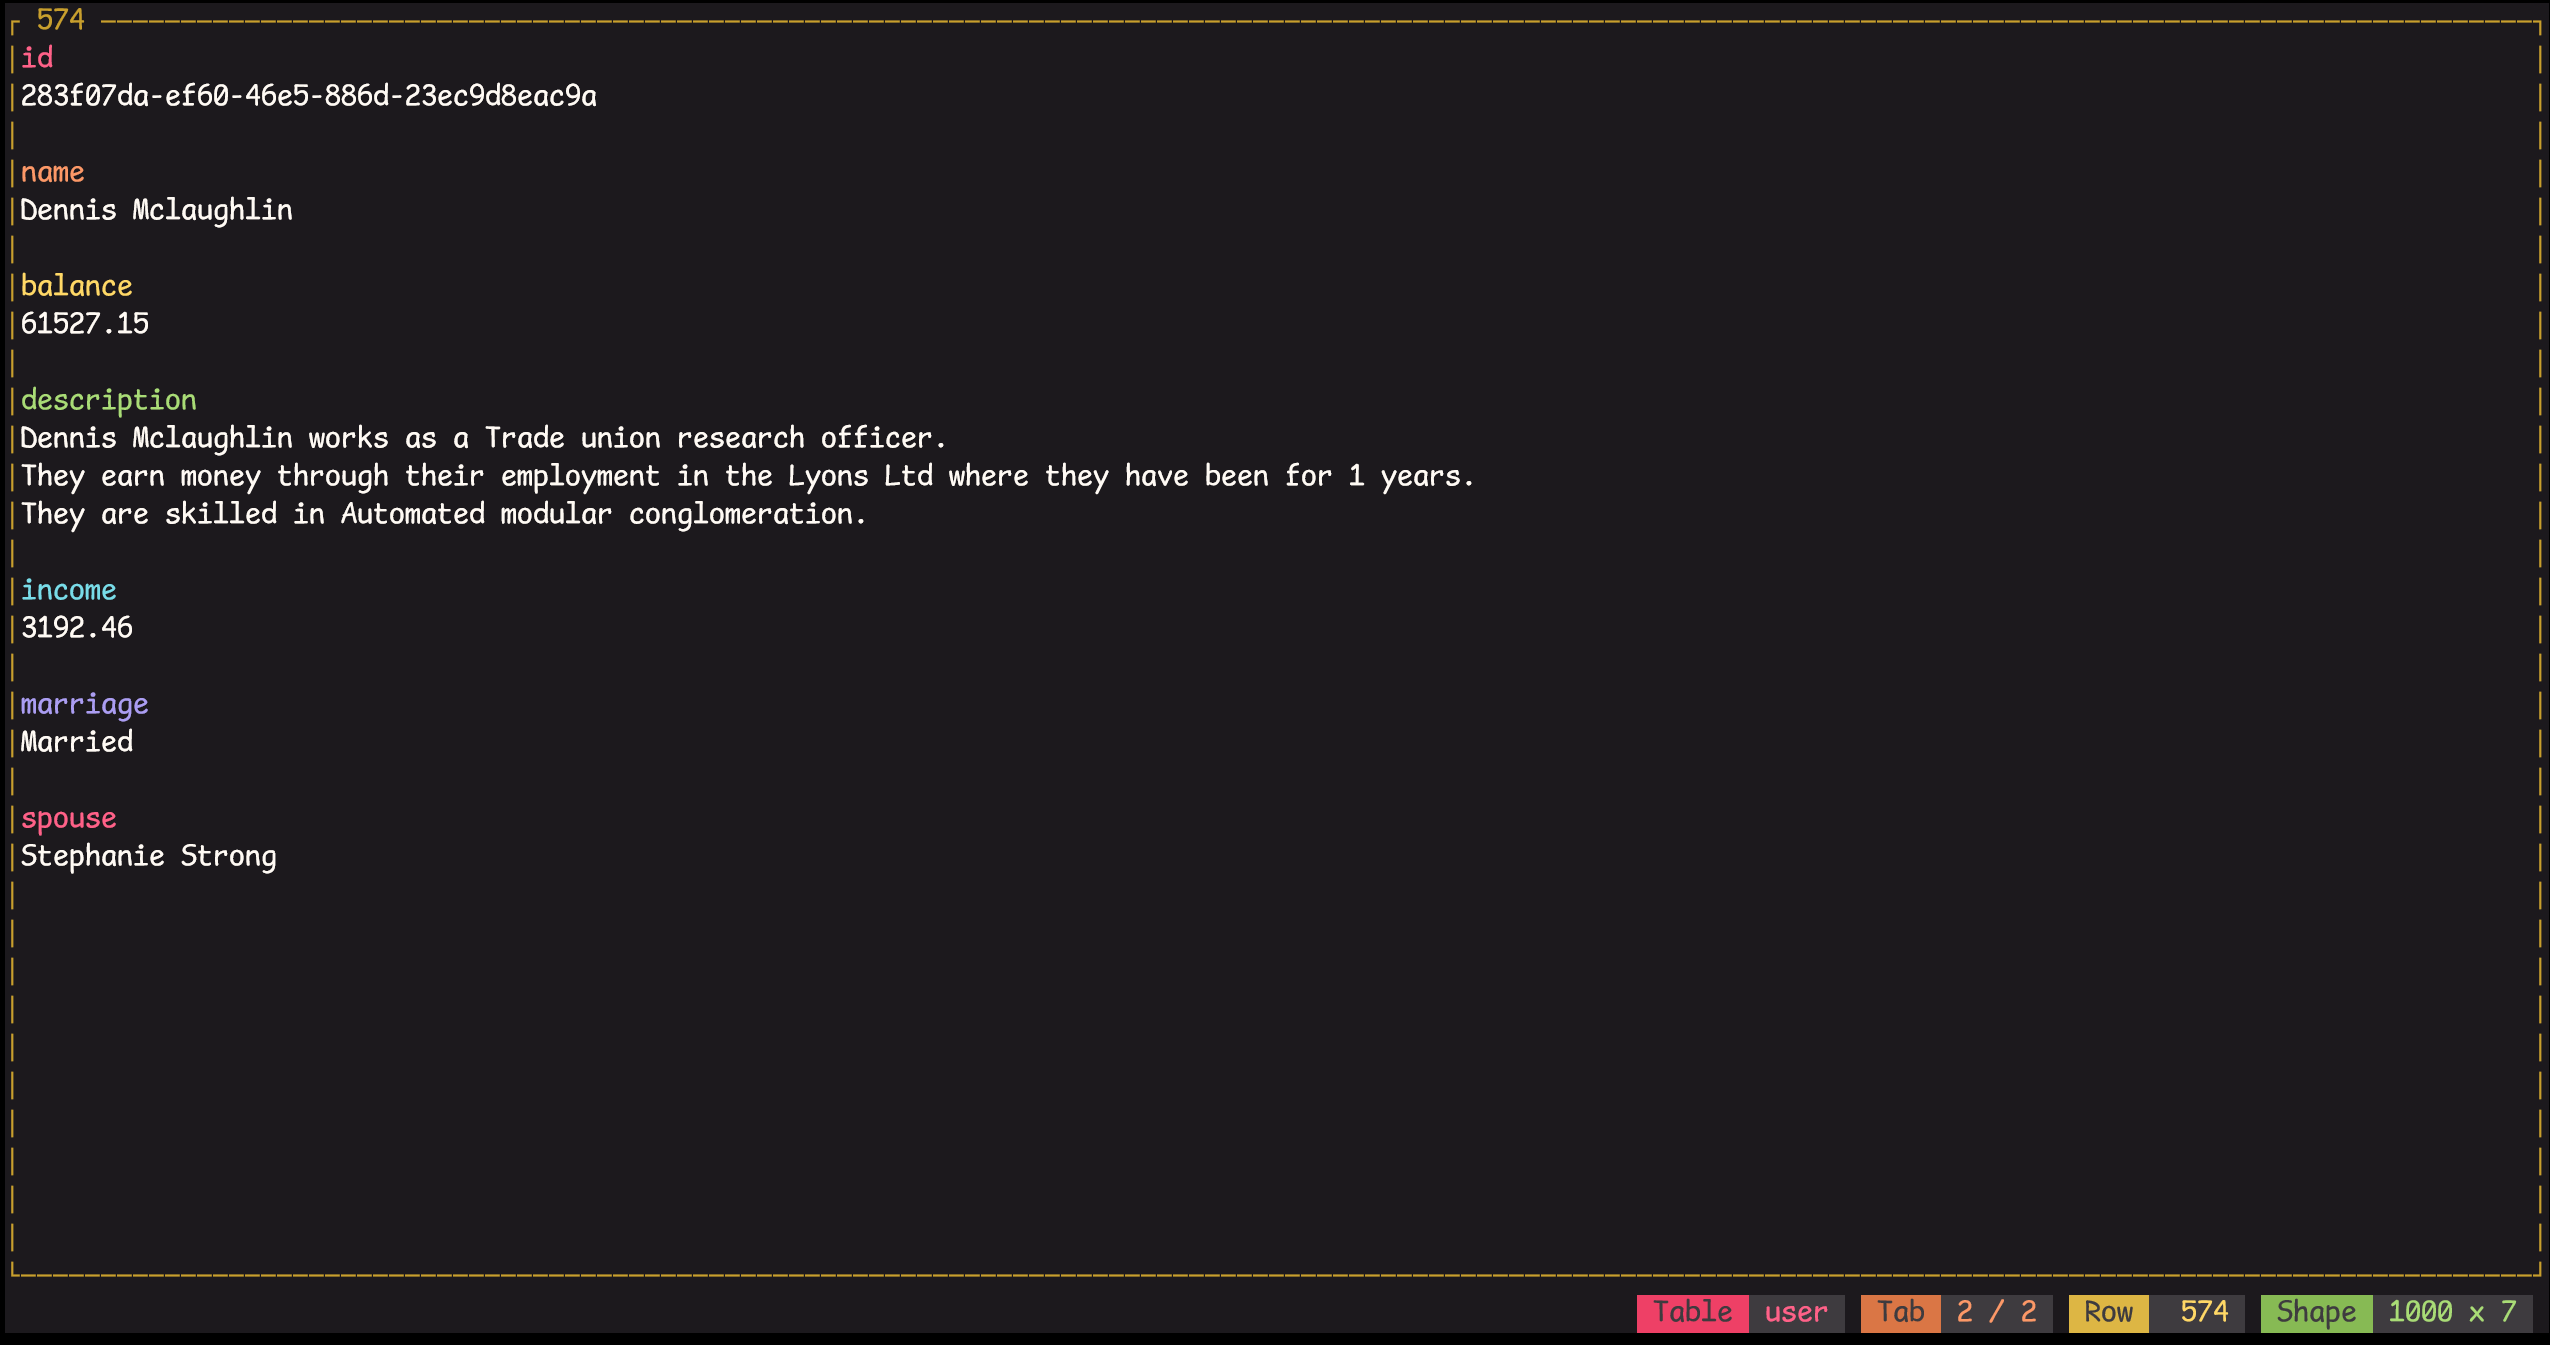 574
id
283f07da-ef60-46e5-886d-23ec9d8eac9a
name
Dennis Mclaughlin
balance
61527.15
description
Dennis Mclaughlin works as a Trade union research officer.
They earn money through their employment in the Lyons Ltd where they have been for 1 years.
They are skilled in Automated modular conglomeration.
income
3192.46
marriage
Married
spouse
Stephanie Strong
Table user Tab 2 / 2 Row 574 Shape 1000 x 7